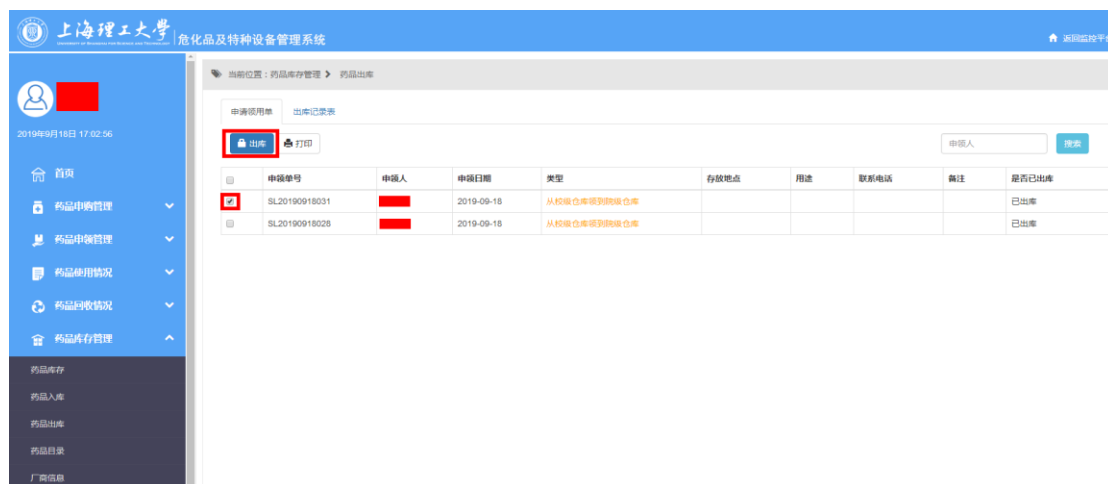 上海理工大学
危化品及特种设备管理系统
返回监控平台
当前位置：药品库存管理 药品出库
2019年9月18日 17:02:56
申请领用单 出库记录表
出库 打印 申领人 搜索
首页
药品申购管理
药品申领管理
药品使用情况
药品回收情况
药品库存管理
药品库存
药品入库
药品出库
药品目录
厂商信息
申领单号 申领人 申领日期 类型 存放地点 用途 联系电话 备注 是否已出库
SL20190918031 2019-09-18 从校级仓库领到院级仓库 已出库
SL20190918028 2019-09-18 从校级仓库领到院级仓库 已出库